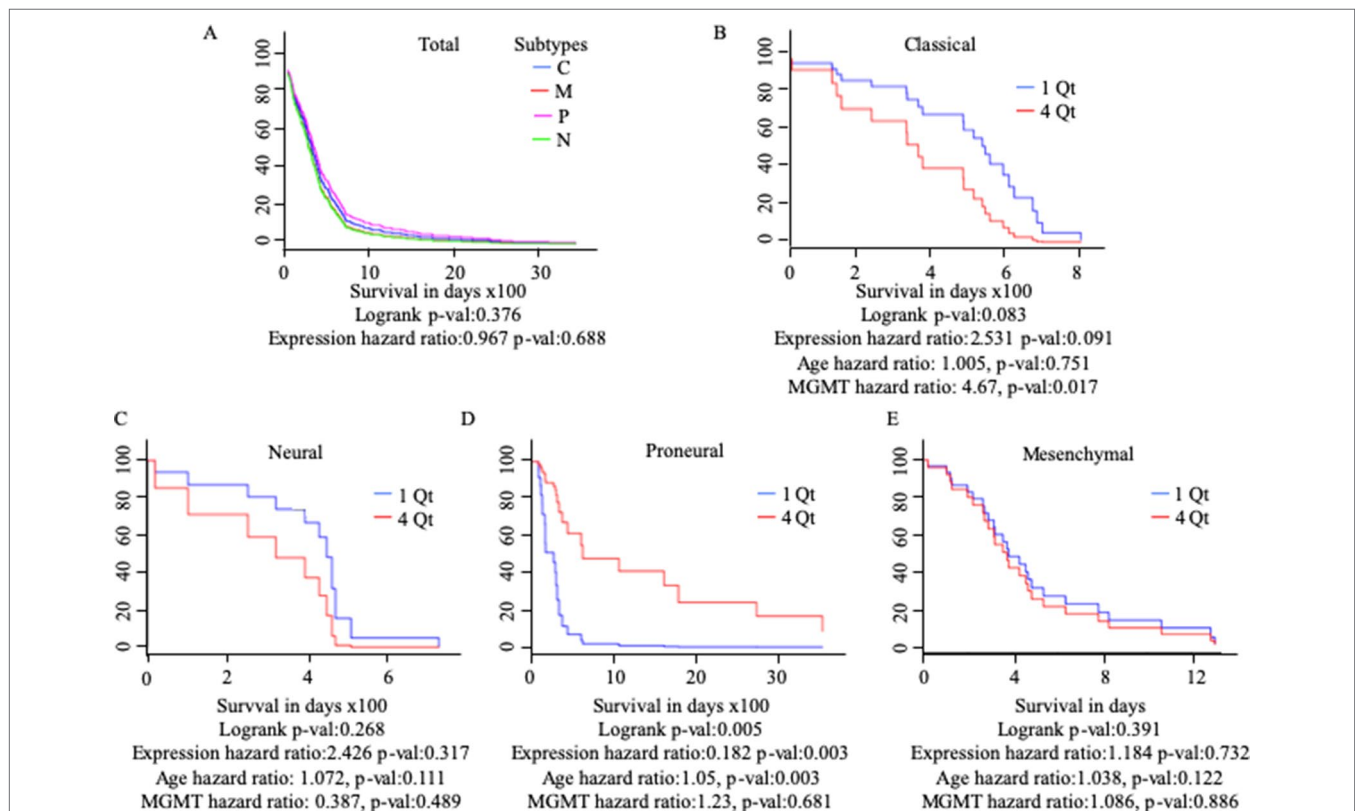 A
Total
Subtypes
C
M
P
N
100
80
60
40
20
0
0 10 20 30
Survival in days x100
Logrank p-val:0.376
Expression hazard ratio:0.967 p-val:0.688
B
Classical
1 Qt
4 Qt
100
80
60
40
20
0
0 2 4 6 8
Survival in days x100
Logrank p-val:0.083
Expression hazard ratio:2.531 p-val:0.091
Age hazard ratio: 1.005, p-val:0.751
MGMT hazard ratio: 4.67, p-val:0.017
C
Neural
1 Qt
4 Qt
100
80
60
40
20
0
0 2 4 6
Survval in days x100
Logrank p-val:0.268
Expression hazard ratio:2.426 p-val:0.317
Age hazard ratio: 1.072, p-val:0.111
MGMT hazard ratio: 0.387, p-val:0.489
D
Proneural
1 Qt
4 Qt
100
80
60
40
20
0
0 10 20 30
Survival in days x100
Logrank p-val:0.005
Expression hazard ratio:0.182 p-val:0.003
Age hazard ratio:1.05, p-val:0.003
MGMT hazard ratio:1.23, p-val:0.681
E
Mesenchymal
1 Qt
4 Qt
100
80
60
40
20
0
0 4 8 12
Survival in days
Logrank p-val:0.391
Expression hazard ratio:1.184 p-val:0.732
Age hazard ratio:1.038, p-val:0.122
MGMT hazard ratio:1.086, p-val:0.886